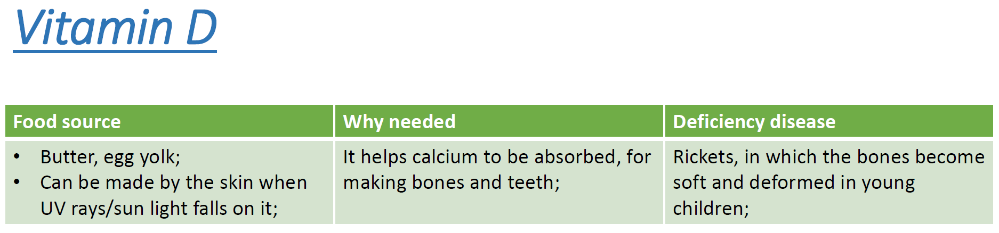 Vitamin D
Food source
Why needed
Deficiency disease
• Butter, egg yolk;
• Can be made by the skin when
UV rays/sun light falls on it;
It helps calcium to be absorbed, for
making bones and teeth;
Rickets, in which the bones become
soft and deformed in young
children;